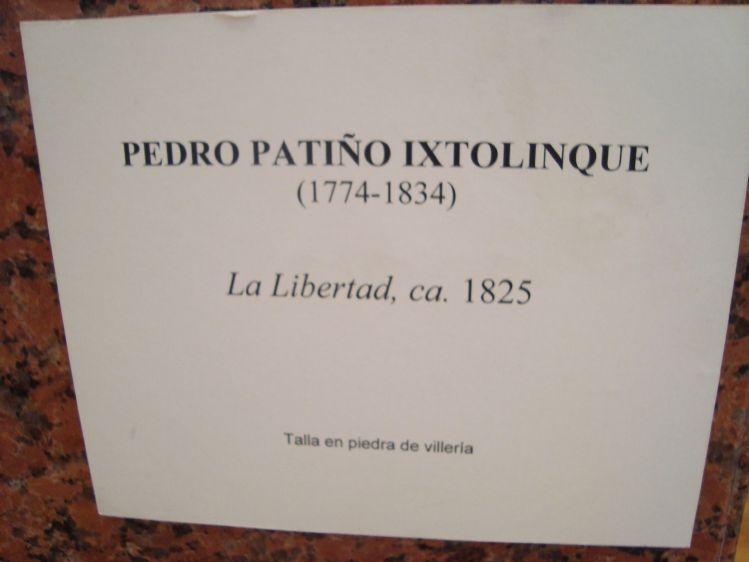 PEDRO PATIÑO IXTOLINQUE
(1774-1834)
La Libertad, ca. 1825
Talla en piedra de villería